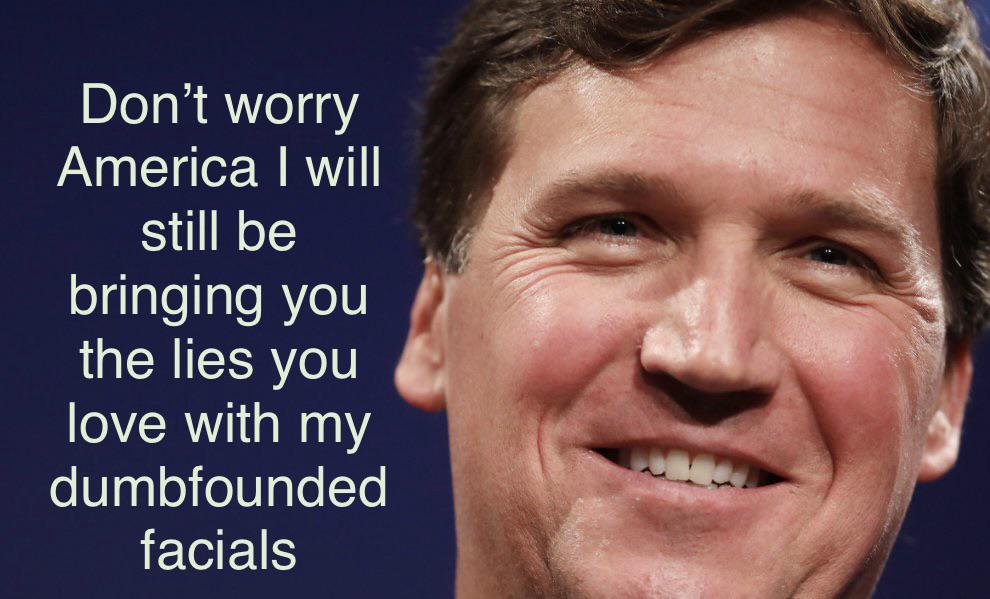 Don’t worry
America I will
still be
bringing you
the lies you
love with my
dumbfounded
facials